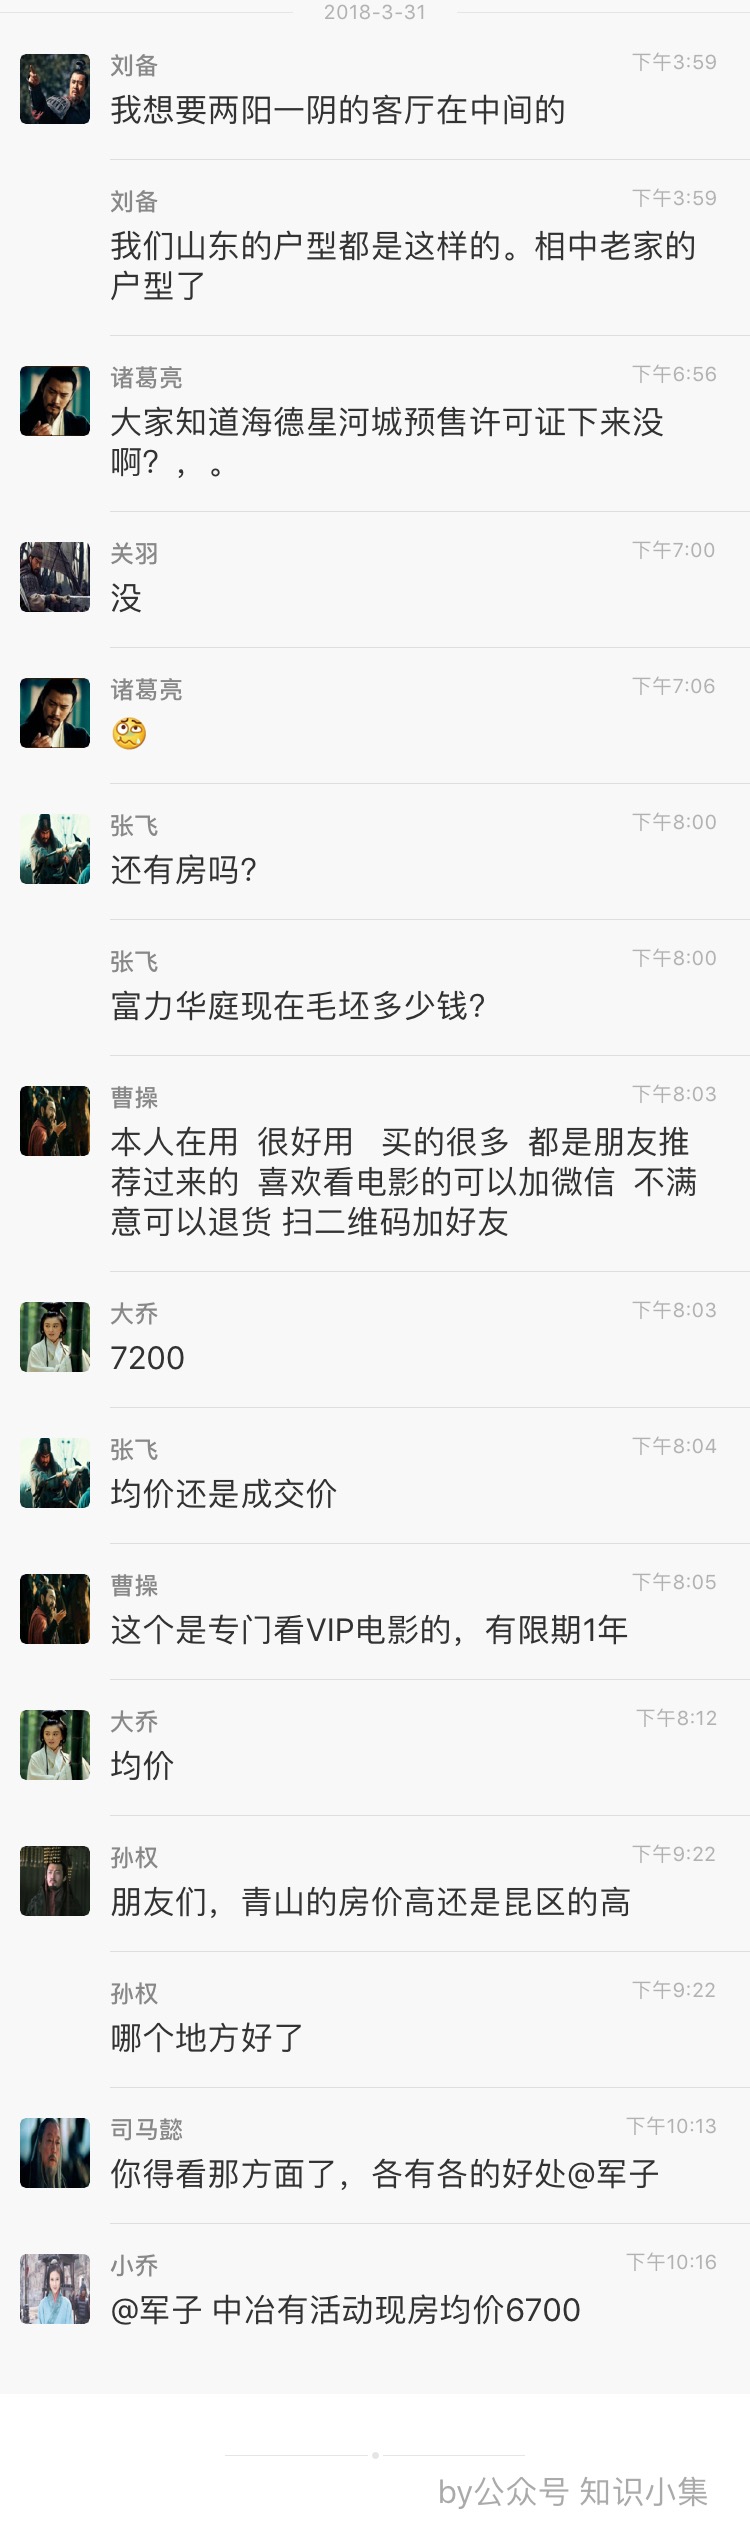 2018-3-31
刘备 下午3:59
我想要两阳一阴的客厅在中间的
刘备 下午3:59
我们山东的户型都是这样的。相中老家的
户型了
诸葛亮 下午6:56
大家知道海德星河城预售许可证下来没
啊? ，。
关羽 下午7:00
没
诸葛亮 下午7:06
张飞 下午8:00
还有房吗?
张飞 下午8:00
富力华庭现在毛坯多少钱?
曹操 下午8:03
本人在用 很好用 买的很多 都是朋友推
荐过来的 喜欢看电影的可以加微信 不满
意可以退货 扫二维码加好友
大乔 下午8:03
7200
张飞 下午8:04
均价还是成交价
曹操 下午8:05
这个是专门看VIP电影的，有限期1年
大乔 下午8:12
均价
孙权 下午9:22
朋友们，青山的房价高还是昆区的高
孙权 下午9:22
哪个地方好了
司马懿 下午10:13
你得看那方面了，各有各的好处@军子
小乔 下午10:16
@军子 中冶有活动现房均价6700
by公众号 知识小集